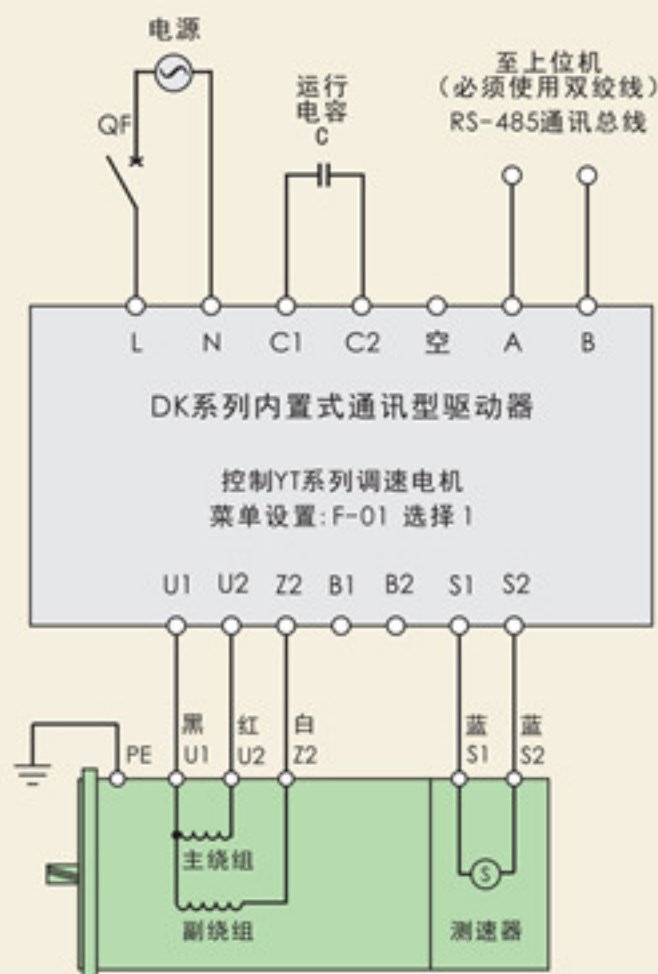 电源
QF
运行
电容
C
至上位机
(必须使用双绞线)
RS-485通讯总线
L N C1 C2 空 A B
DK系列内置式通讯型驱动器
控制YT系列调速电机
菜单设置: F-01 选择 1
U1 U2 Z2 B1 B2 S1 S2
黑 红 白 蓝 蓝
PE U1 U2 Z2 S1 S2
主绕组
S
副绕组 测速器